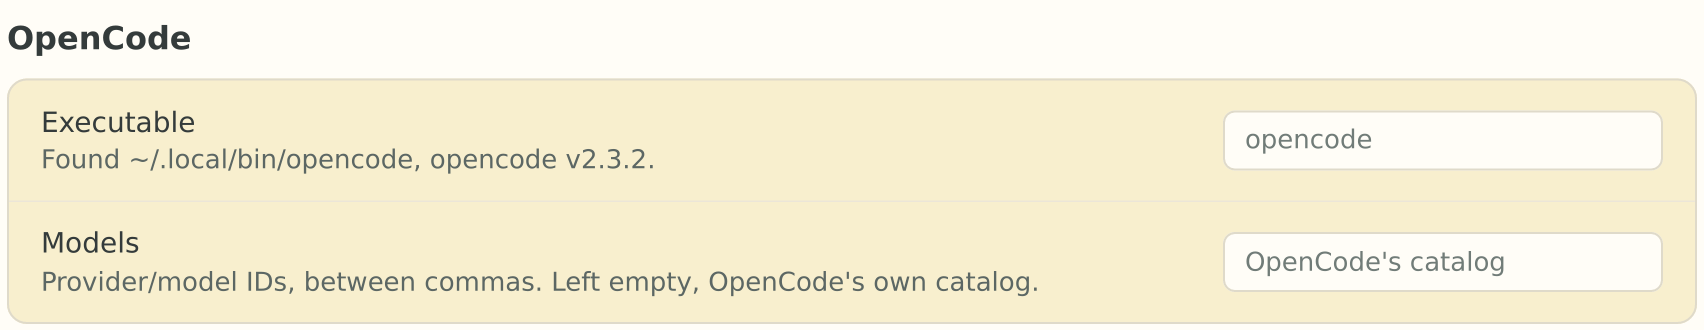 OpenCode
Executable
opencode
Found ~/.local/bin/opencode, opencode v2.3.2.
Models
OpenCode's catalog
Provider/model IDs, between commas. Left empty, OpenCode's own catalog.